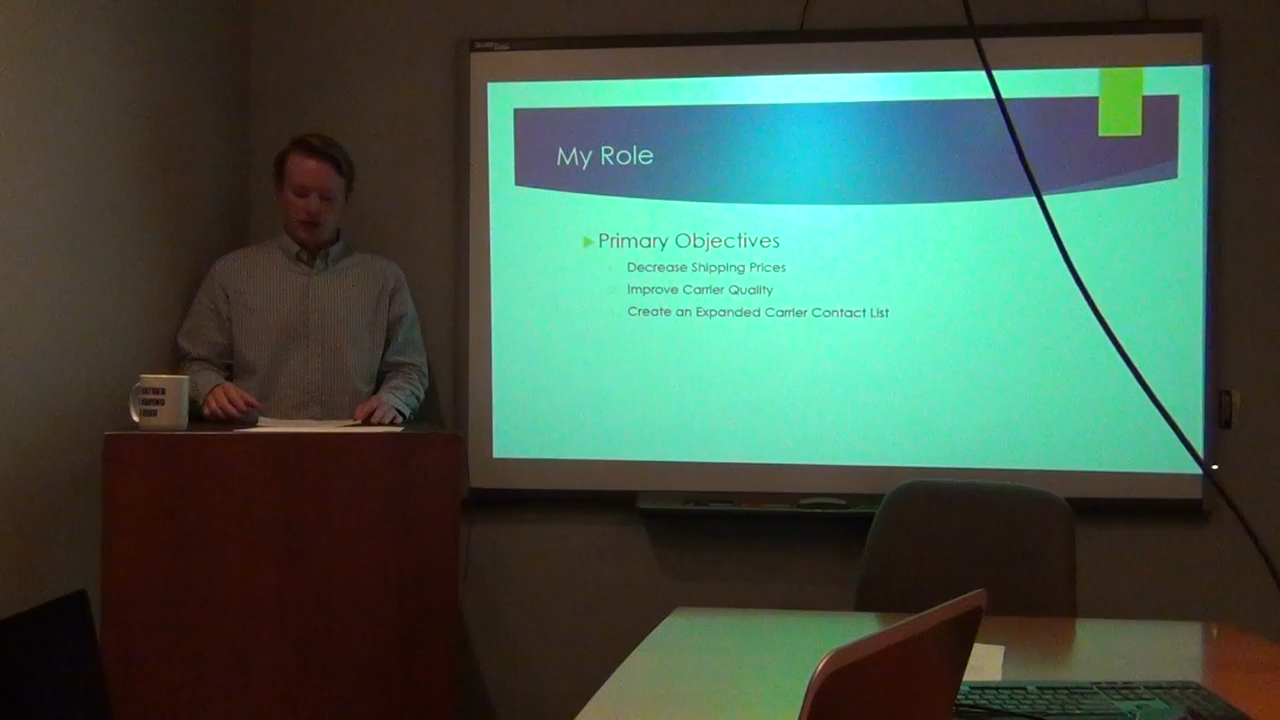 My Role
Primary Objectives
Decrease Shipping Prices
Improve Carrier Quality
Create an Expanded Carrier Contact List